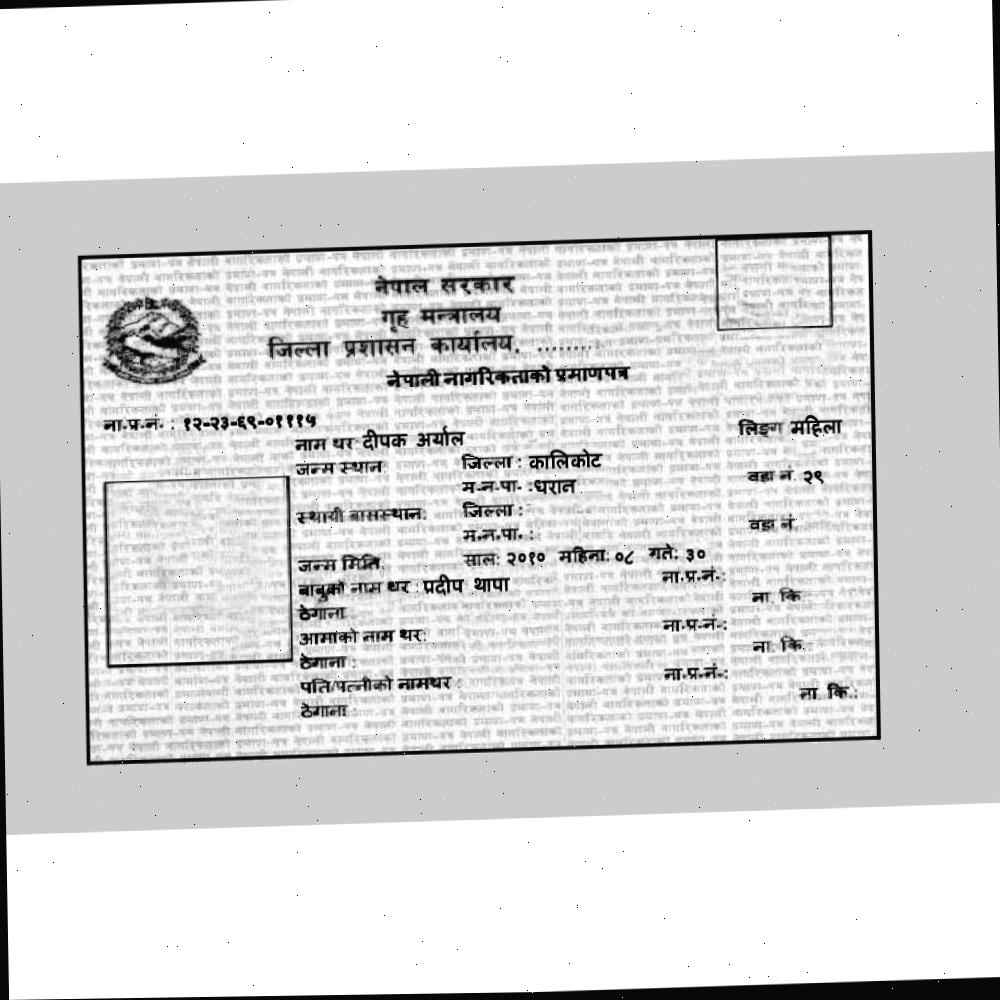 नेपाल सरकार
गृह मन्त्रालय
जिल्ला प्रशासन कार्यालय, .........
नेपाली नागरिकताको प्रमाणपत्र
ना.प्र.नं. : १२-२३-६९-०१११५
लिङ्ग महिला
नाम थर दीपक अर्याल
जन्म स्थान जिल्ला : कालिकोट
म.न.पा. :धरान वडा नं. २९
स्थायी बासस्थान: जिल्ला :
म.न.पा. : वडा नं.
जन्म मिति: साल: २०१० महिना: ०८ गते: ३०
बाबुको नाम थर : प्रदीप थापा ना.प्र.नं.:
ठेगाना ना. कि.
आमाको नाम थर: ना.प्र.नं.:
ठेगाना : ना. कि.
पति/पत्नीको नामथर : ना.प्र.नं.:
ठेगाना : ना. कि.: